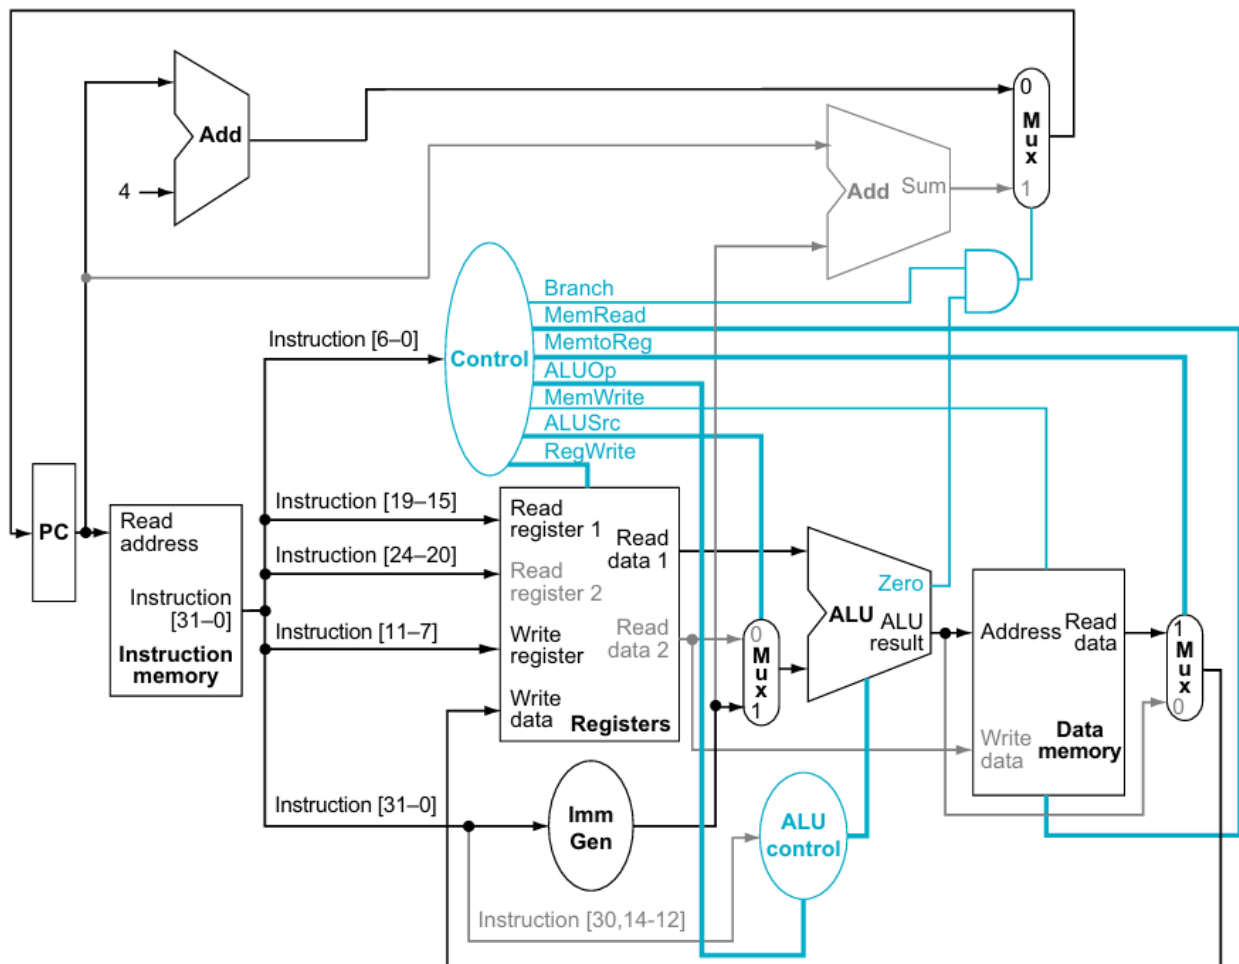 0
M
u
x
1
Add
4
Add Sum
Branch
MemRead
MemtoReg
ALUOp
MemWrite
ALUSrc
RegWrite
Control
Instruction [6–0]
Instruction [19–15]
Instruction [24–20]
Instruction [11–7]
Instruction [31–0]
PC
Read
address
Instruction
[31–0]
Instruction
memory
Read
register 1
Read
register 2
Write
register
Write
data
Read
data 1
Read
data 2
Registers
0
M
u
x
1
Zero
ALU
ALU
result
Address
Read
data
Write
data
Data
memory
1
M
u
x
0
Imm
Gen
ALU
control
Instruction [30,14-12]